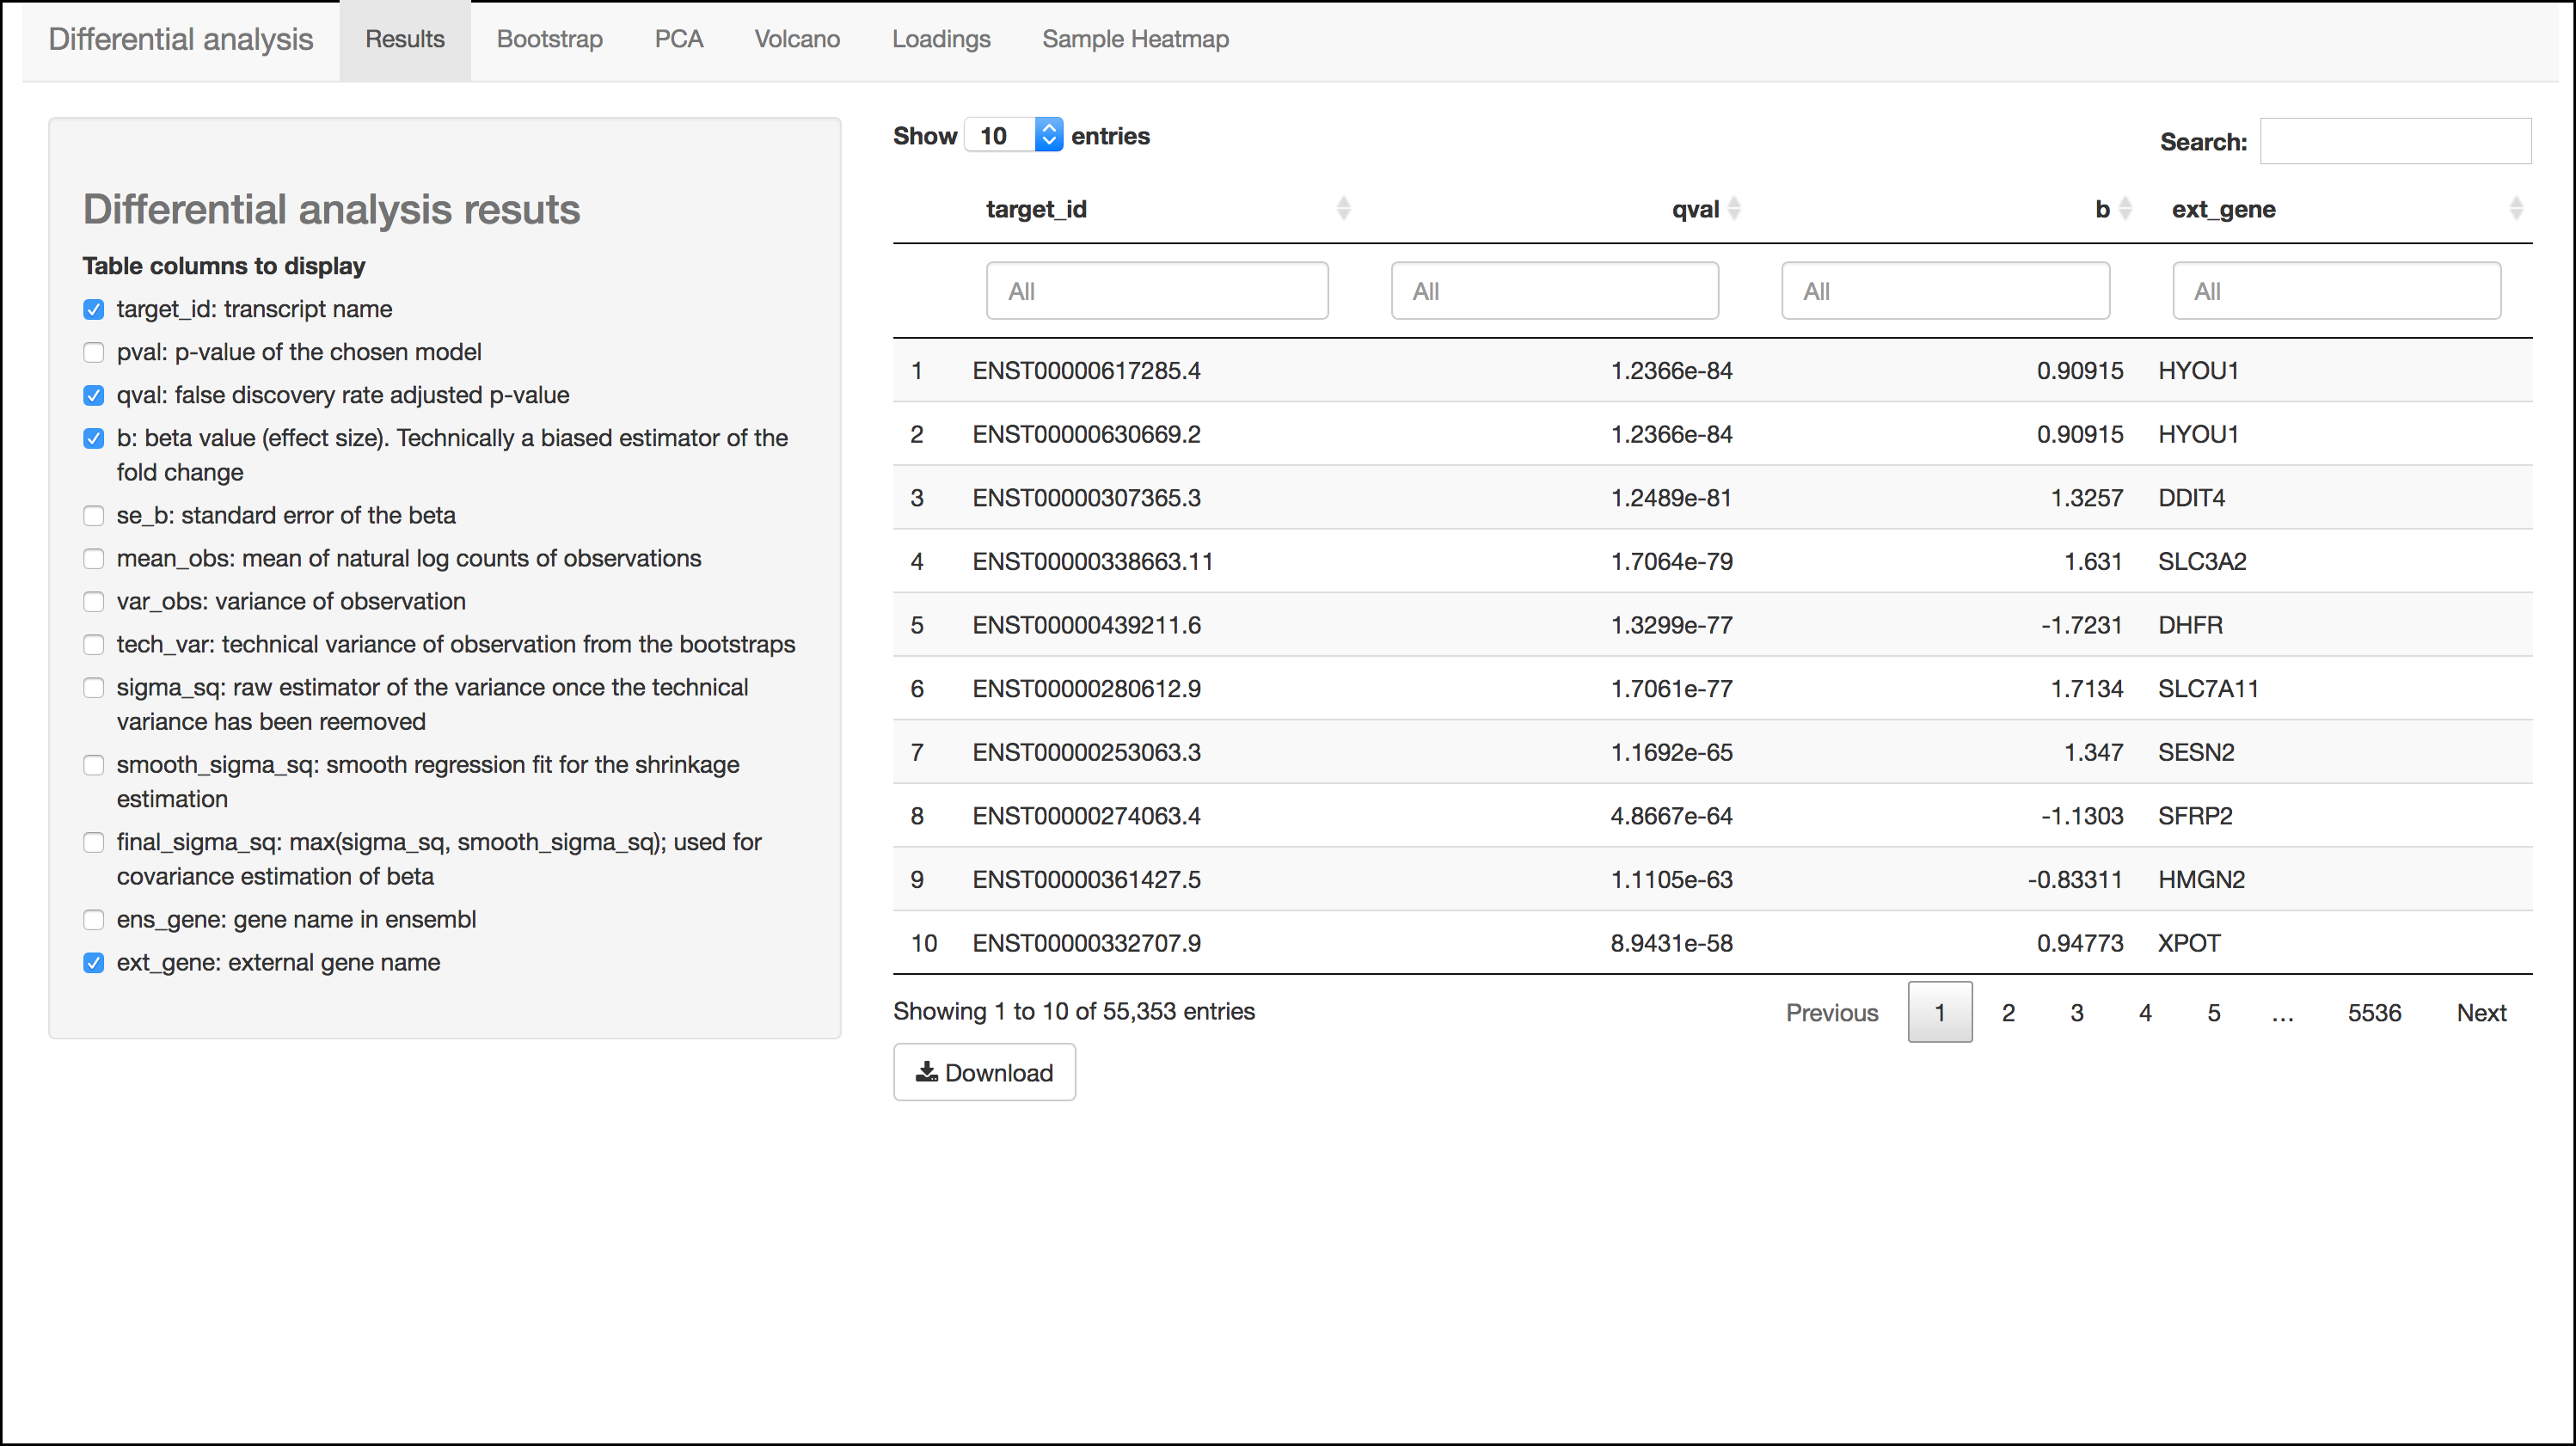 Differential analysis Results Bootstrap PCA Volcano Loadings Sample Heatmap
Differential analysis resuts
Table columns to display
target_id: transcript name
pval: p-value of the chosen model
qval: false discovery rate adjusted p-value
b: beta value (effect size). Technically a biased estimator of the
fold change
se_b: standard error of the beta
mean_obs: mean of natural log counts of observations
var_obs: variance of observation
tech_var: technical variance of observation from the bootstraps
sigma_sq: raw estimator of the variance once the technical
variance has been reemoved
smooth_sigma_sq: smooth regression fit for the shrinkage
estimation
final_sigma_sq: max(sigma_sq, smooth_sigma_sq); used for
covariance estimation of beta
ens_gene: gene name in ensembl
ext_gene: external gene name
Show 10 entries
Search:
target_id qval b ext_gene
All All All All
1 ENST00000617285.4 1.2366e-84 0.90915 HYOU1
2 ENST00000630669.2 1.2366e-84 0.90915 HYOU1
3 ENST00000307365.3 1.2489e-81 1.3257 DDIT4
4 ENST00000338663.11 1.7064e-79 1.631 SLC3A2
5 ENST00000439211.6 1.3299e-77 -1.7231 DHFR
6 ENST00000280612.9 1.7061e-77 1.7134 SLC7A11
7 ENST00000253063.3 1.1692e-65 1.347 SESN2
8 ENST00000274063.4 4.8667e-64 -1.1303 SFRP2
9 ENST00000361427.5 1.1105e-63 -0.83311 HMGN2
10 ENST00000332707.9 8.9431e-58 0.94773 XPOT
Showing 1 to 10 of 55,353 entries
Previous 1 2 3 4 5 … 5536 Next
Download